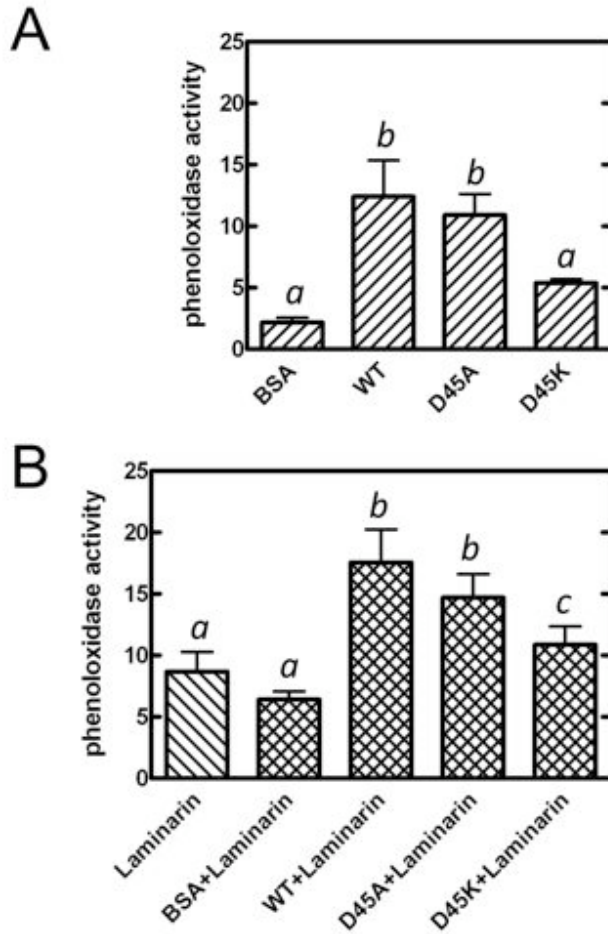 A
phenoloxidase activity
25
20
15
10
5
0
a
b
b
a
BSA
WT
D45A
D45K
B
phenoloxidase activity
25
20
15
10
5
0
a
a
b
b
c
Laminarin
BSA+Laminarin
WT+Laminarin
D45A+Laminarin
D45K+Laminarin